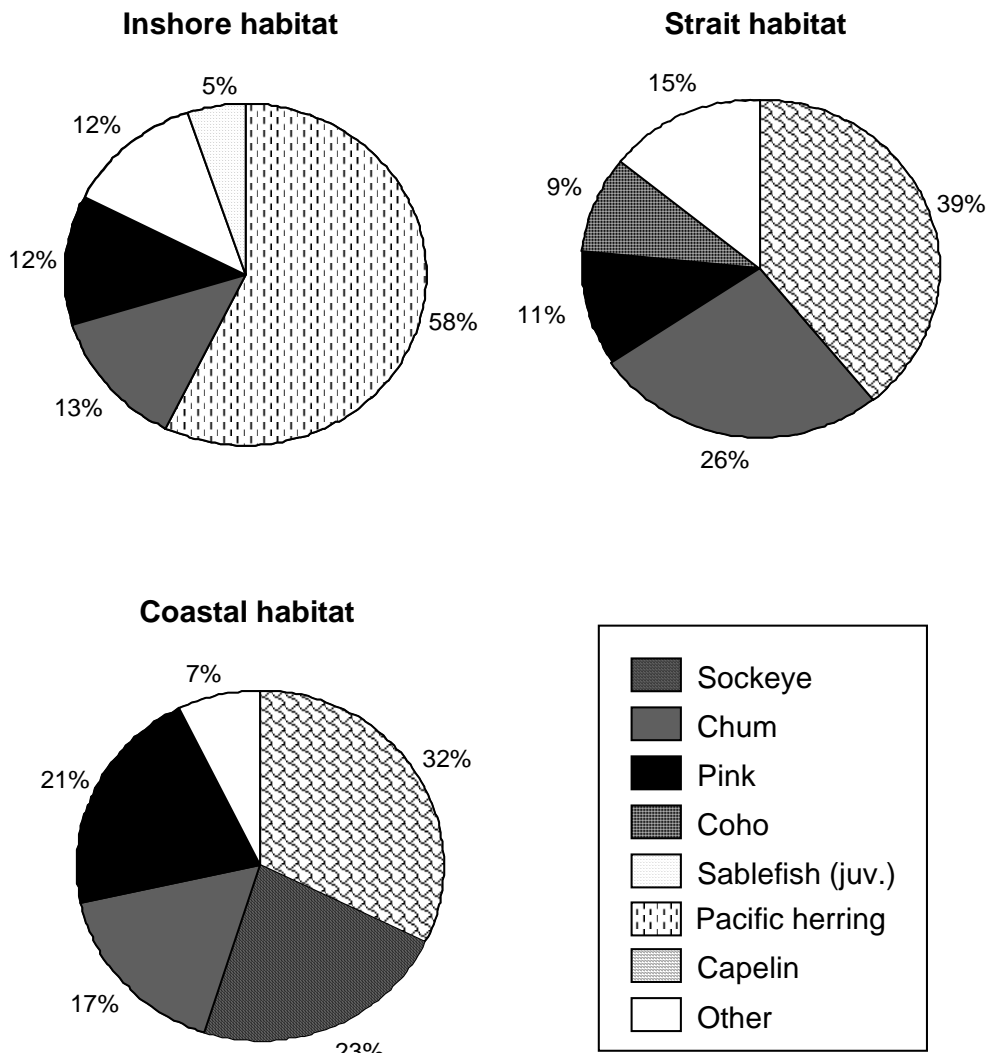 Inshore habitat
5%
12%
12%
13%
58%
Strait habitat
15%
9%
11%
26%
39%
Coastal habitat
7%
21%
17%
23%
32%
Sockeye
Chum
Pink
Coho
Sablefish (juv.)
Pacific herring
Capelin
Other